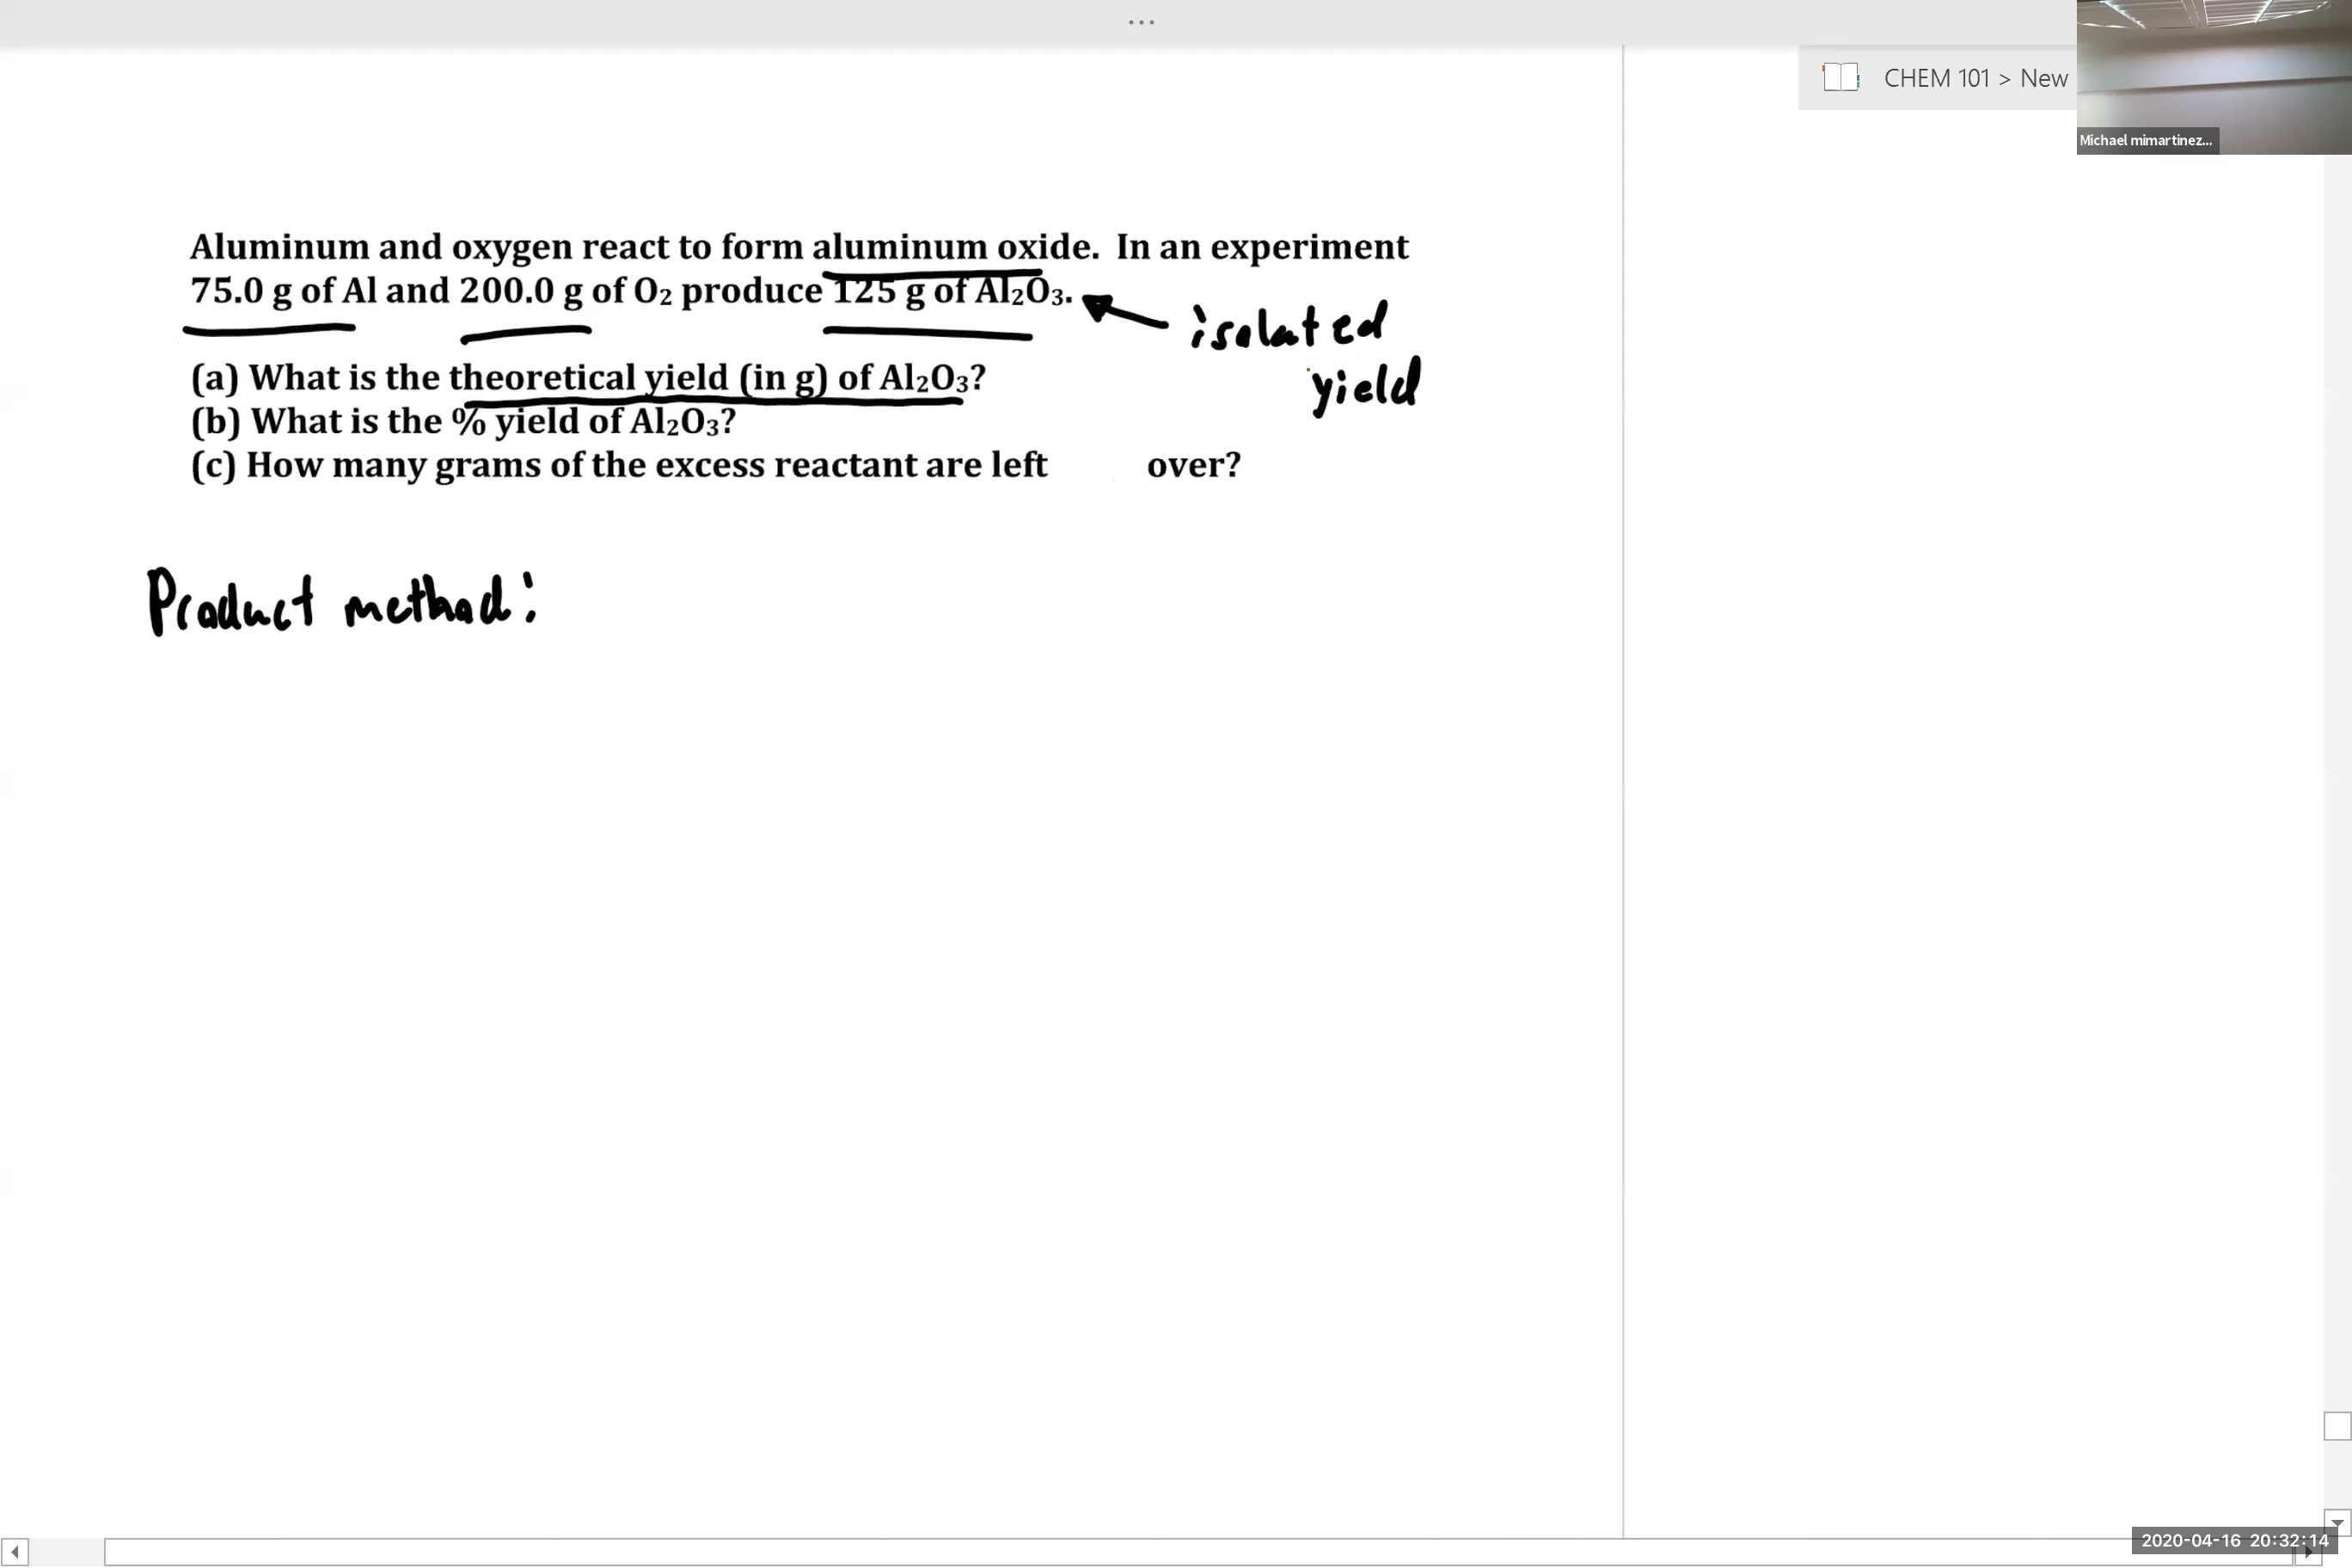 ...
CHEM 101 > New
Michael mimartinez...
Aluminum and oxygen react to form aluminum oxide. In an experiment
75.0 g of Al and 200.0 g of O₂ produce 125 g of Al₂O₃.
isolated
yield
(a) What is the theoretical yield (in g) of Al₂O₃?
(b) What is the % yield of Al₂O₃?
(c) How many grams of the excess reactant are left over?
Product method:
2020-04-16 20:32:14